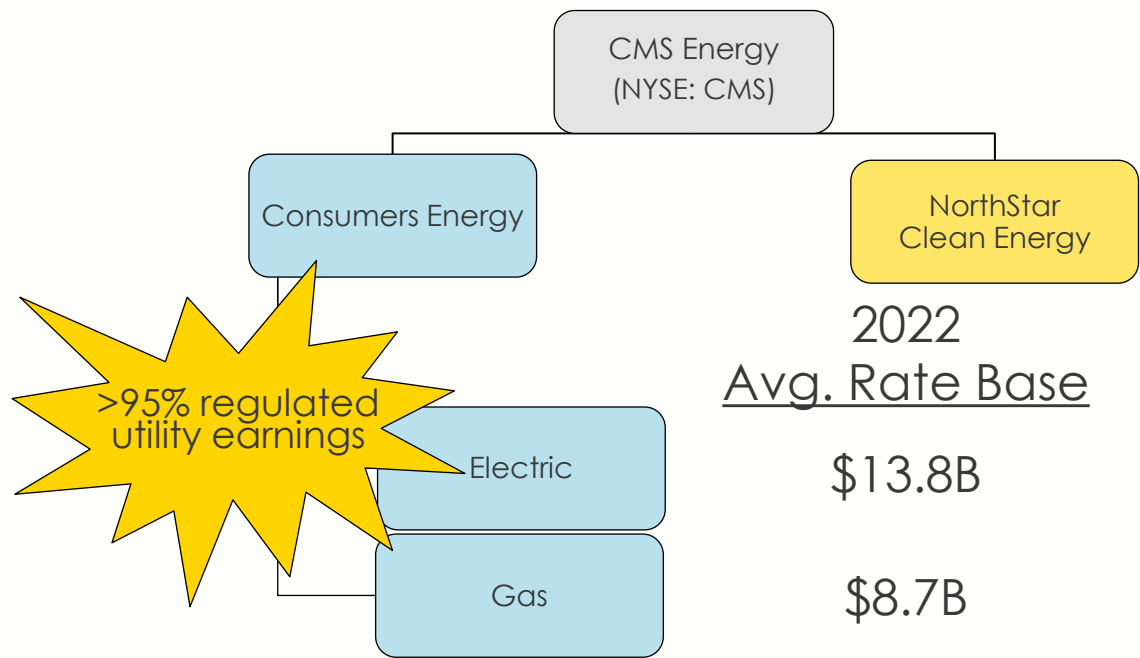 CMS Energy
(NYSE: CMS)
Consumers Energy
NorthStar
Clean Energy
2022
Avg. Rate Base
>95% regulated
utility earnings
Electric
$13.8B
Gas
$8.7B